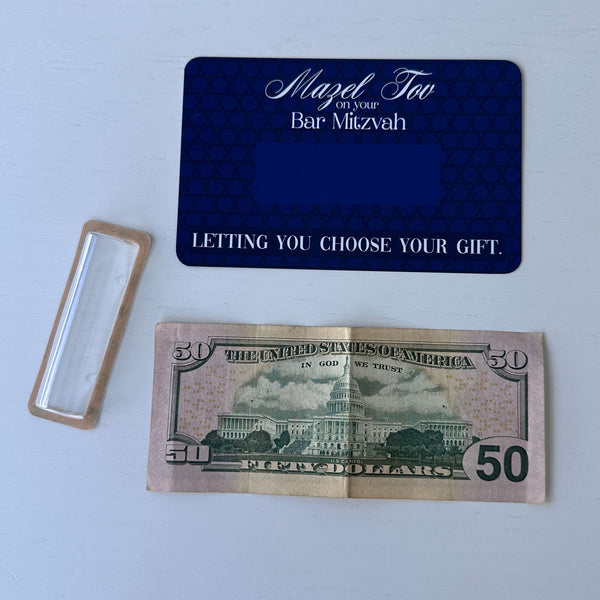 Mazel Tov
on your
Bar Mitzvah
LETTING YOU CHOOSE YOUR GIFT.
50 THE UNITED STATES OF AMERICA 50
IN GOD WE TRUST
U.S. CAPITOL
50 FIFTY DOLLARS 50